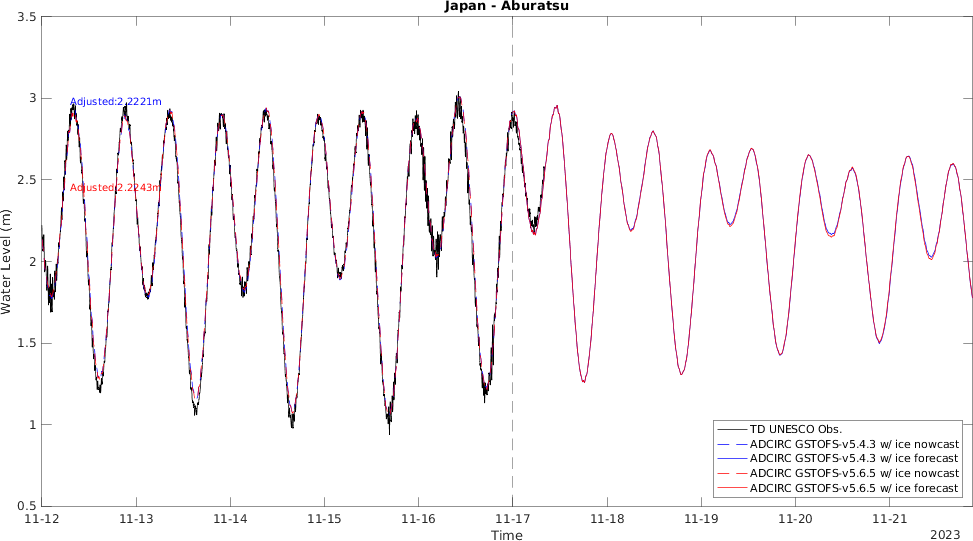 Japan - Aburatsu
3.5
3
2.5
2
1.5
1
0.5
Water Level (m)
Adjusted:2.2221m
Adjusted:2.2243m
TD UNESCO Obs.
ADCIRC GSTOFS-v5.4.3 w/ ice nowcast
ADCIRC GSTOFS-v5.4.3 w/ ice forecast
ADCIRC GSTOFS-v5.6.5 w/ ice nowcast
ADCIRC GSTOFS-v5.6.5 w/ ice forecast
11-12 11-13 11-14 11-15 11-16 11-17 11-18 11-19 11-20 11-21
Time
2023